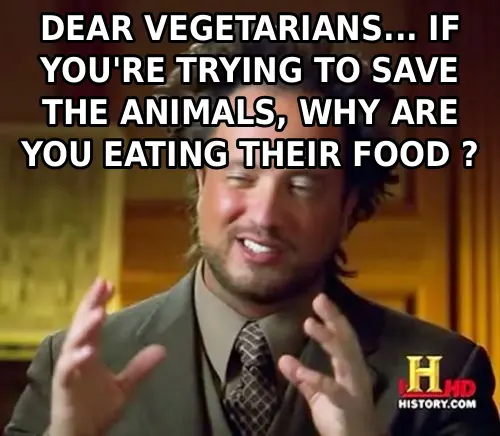 DEAR VEGETARIANS... IF
YOU'RE TRYING TO SAVE
THE ANIMALS, WHY ARE
YOU EATING THEIR FOOD ?
H HD
HISTORY.COM